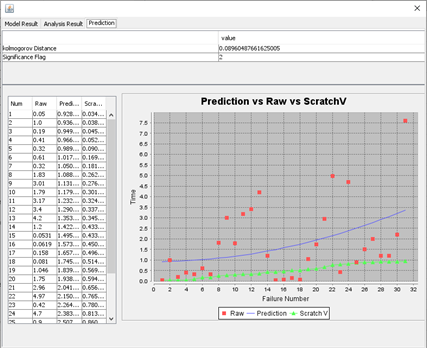 Model Result Analysis Result Prediction
value
kolmogorov Distance 0.08960487661625005
Significance Flag 2
Num Raw Predi... Scra...
1 0.05 0.928... 0.034...
2 1.0 0.936... 0.038...
3 0.19 0.949... 0.045...
4 0.41 0.966... 0.052...
5 0.32 0.989... 0.090...
6 0.61 1.017... 0.169...
7 0.32 1.050... 0.181...
8 1.83 1.088... 0.262...
9 3.01 1.131... 0.276...
10 1.79 1.179... 0.301...
11 3.17 1.232... 0.324...
12 3.4 1.290... 0.337...
13 4.2 1.353... 0.345...
14 1.2 1.422... 0.433...
15 0.0531 1.495... 0.433...
16 0.0619 1.573... 0.450...
17 0.158 1.657... 0.496...
18 0.081 1.745... 0.514...
19 1.046 1.839... 0.569...
20 1.75 1.938... 0.594...
21 2.96 2.041... 0.656...
22 4.97 2.150... 0.765...
23 0.42 2.264... 0.780...
24 4.7 2.383... 0.813...
25 0.9 2.507... 0.860...
Prediction vs Raw vs ScratchV
Time
7.5
7.0
6.5
6.0
5.5
5.0
4.5
4.0
3.5
3.0
2.5
2.0
1.5
1.0
0.5
0.0
0 2 4 6 8 10 12 14 16 18 20 22 24 26 28 30 32
Failure Number
Raw Prediction Scratch V